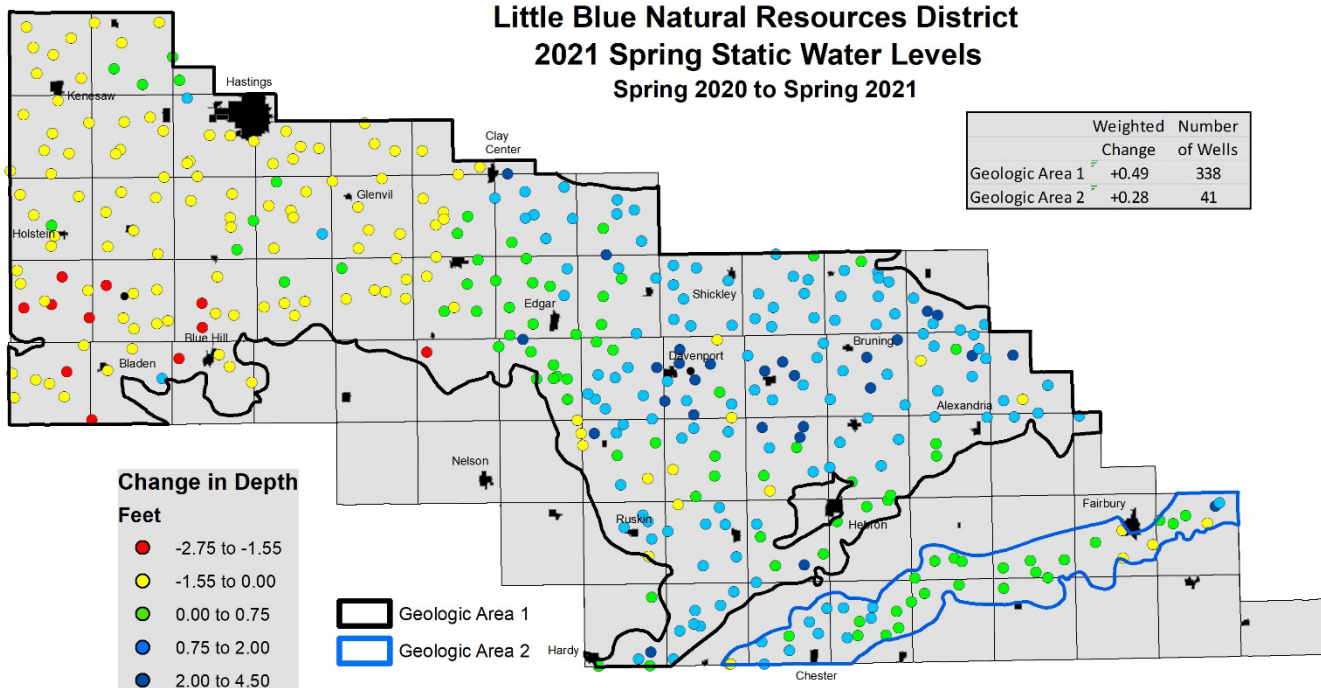 Little Blue Natural Resources District
2021 Spring Static Water Levels
Spring 2020 to Spring 2021
Weighted Number
Change of Wells
Geologic Area 1 +0.49 338
Geologic Area 2 +0.28 41
Kenesaw
Hastings
Clay
Center
Glenvil
Holstein
Edgar
Shickley
Blue Hill
Bladen
Davenport
Bruning
Alexandria
Nelson
Ruskin
Hebron
Fairbury
Hardy
Chester
Change in Depth
Feet
-2.75 to -1.55
-1.55 to 0.00
0.00 to 0.75
0.75 to 2.00
2.00 to 4.50
Geologic Area 1
Geologic Area 2